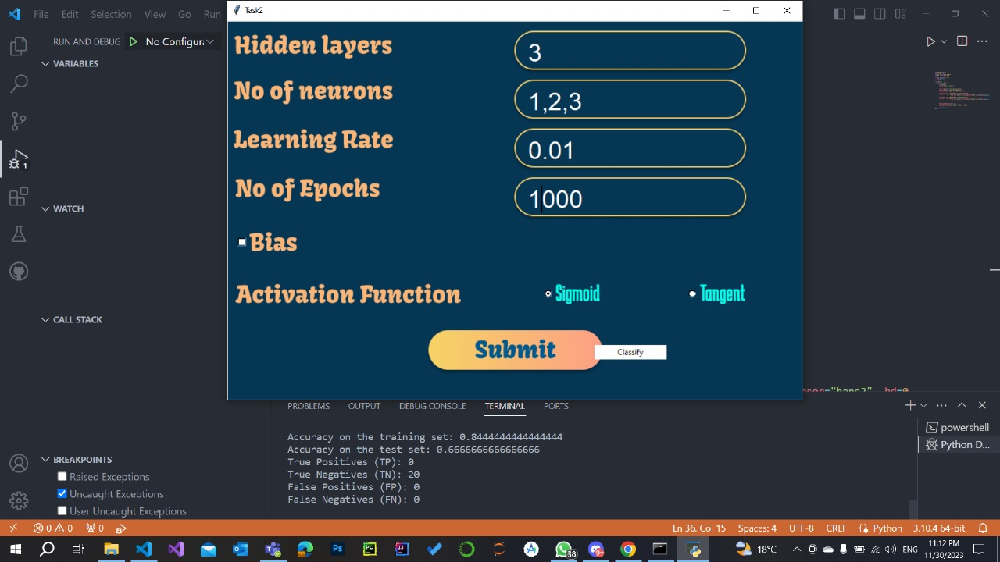 File Edit Selection View Go Run
Task2
RUN AND DEBUG No Configura
VARIABLES
WATCH
CALL STACK
BREAKPOINTS
Raised Exceptions
Uncaught Exceptions
User Uncaught Exceptions
1
Hidden layers 3
No of neurons 1,2,3
Learning Rate 0.01
No of Epochs 1000
Bias
Activation Function Sigmoid Tangent
Submit Classify
"hand2", bd=0
PROBLEMS OUTPUT DEBUG CONSOLE TERMINAL PORTS
Accuracy on the training set: 0.8444444444444444
Accuracy on the test set: 0.6666666666666666
True Positives (TP): 0
True Negatives (TN): 20
False Positives (FP): 0
False Negatives (FN): 0
powershell
Python D...
0 0 0 Ln 36, Col 15 Spaces: 4 UTF-8 CRLF Python 3.10.4 64-bit
38 18°C ENG 11:12 PM
11/30/2023